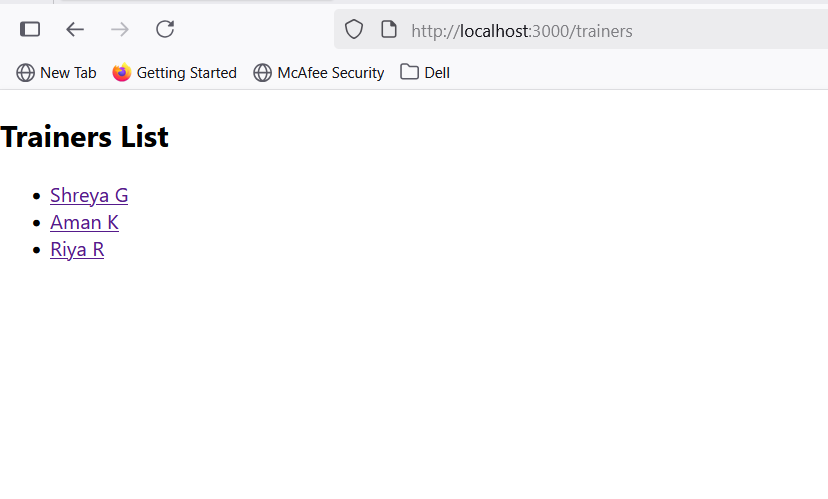 http://localhost:3000/trainers
New Tab Getting Started McAfee Security Dell
Trainers List
Shreya G
Aman K
Riya R